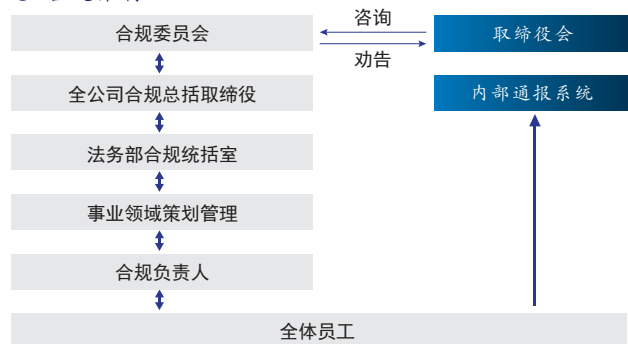 咨询
合规委员会
取缔役会
劝告
全公司合规总括取缔役
内部通报系统
法务部合规统括室
事业领域策划管理
合规负责人
全体员工